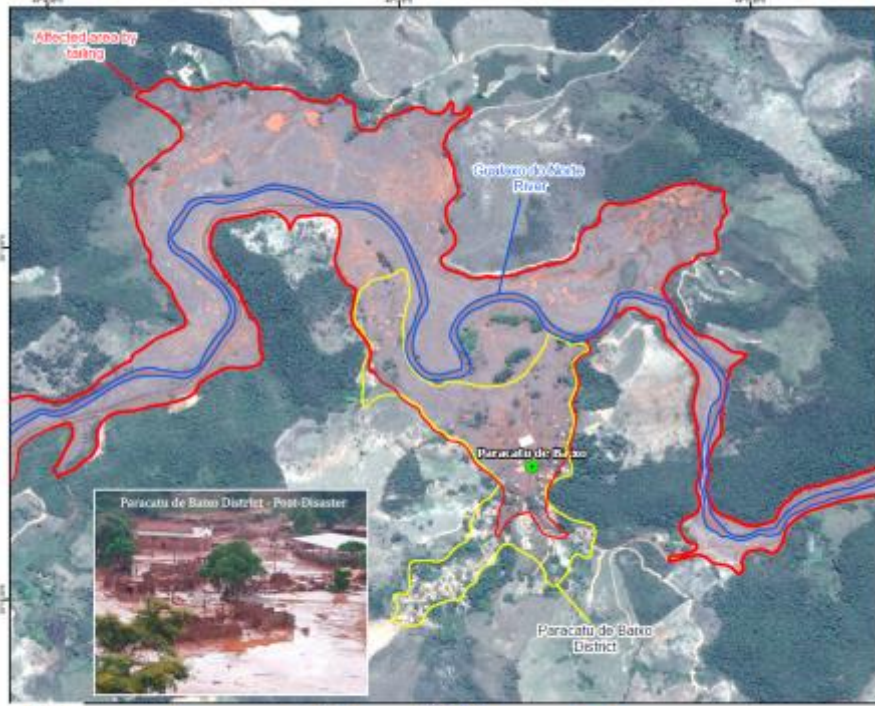 Affected area by
tailing
Gualaxo do Norte
River
Paracatu de Baixo
Paracatu de Baixo District - Post-Disaster
Paracatu de Baixo
District